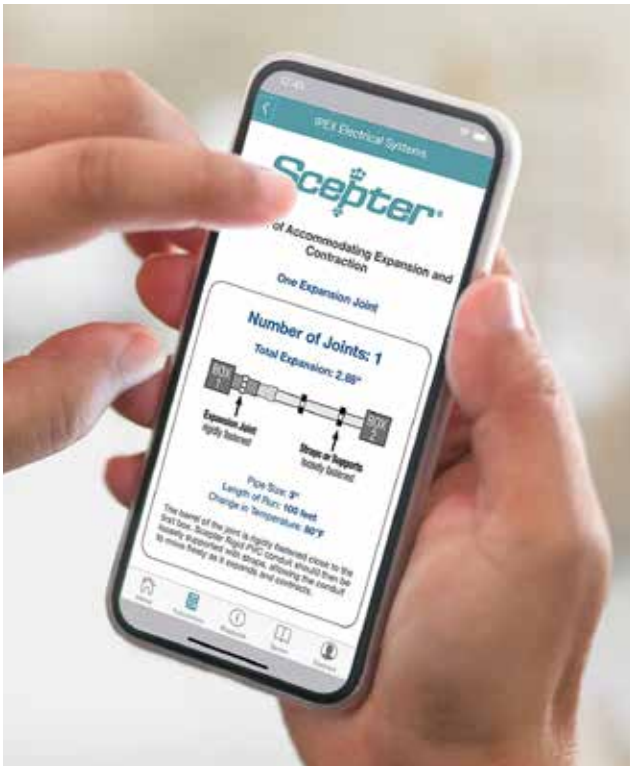 IPEX Electrical Systems
Scepter
of Accommodating Expansion and
Contraction
One Expansion Joint
Number of Joints: 1
Total Expansion: 2.88"
BOX
1
BOX
2
Expansion Joint
rigidly fastened
Straps or Supports
loosely fastened
Pipe Size: 3"
Length of Run: 100 feet
Change in Temperature: 60°F
The barrel of the joint is rigidly fastened close to the
first box. Scepter Rigid PVC conduit should then be
loosely supported with straps, allowing the conduit
to move freely as it expands and contracts.
Home